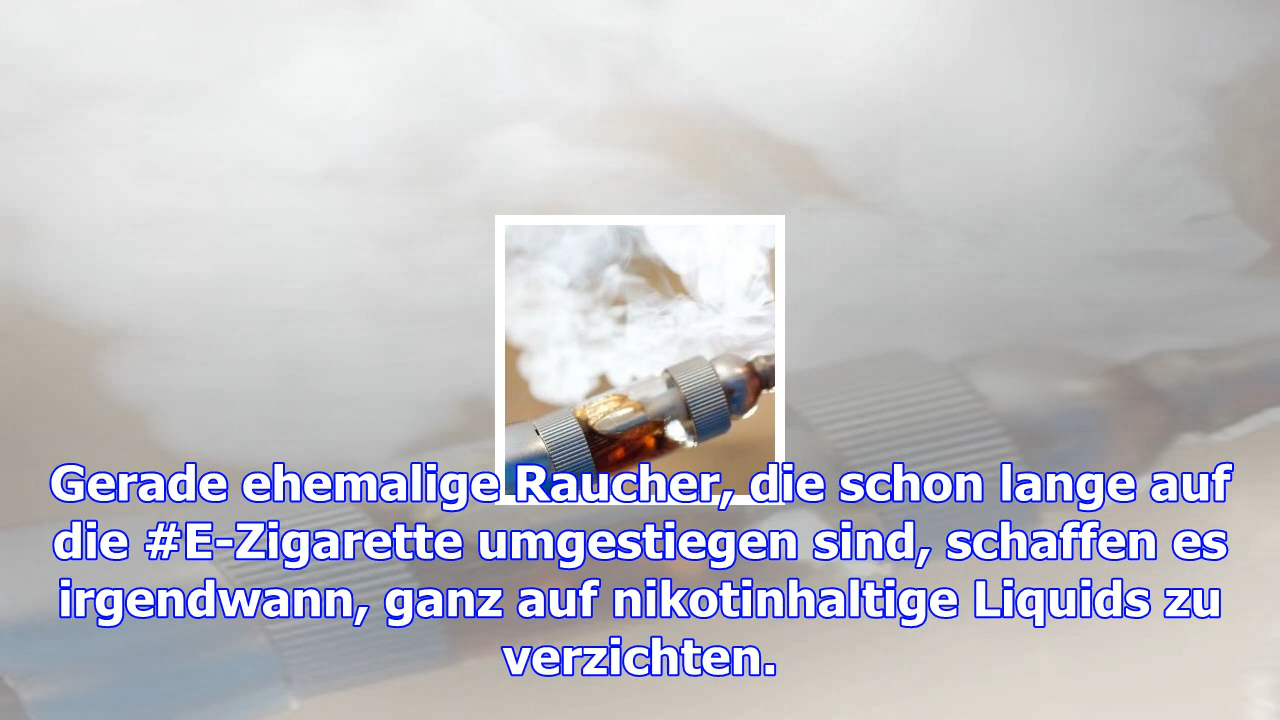 Gerade ehemalige Raucher, die schon lange auf
die #E-Zigarette umgestiegen sind, schaffen es
irgendwann, ganz auf nikotinhaltige Liquids zu
verzichten.